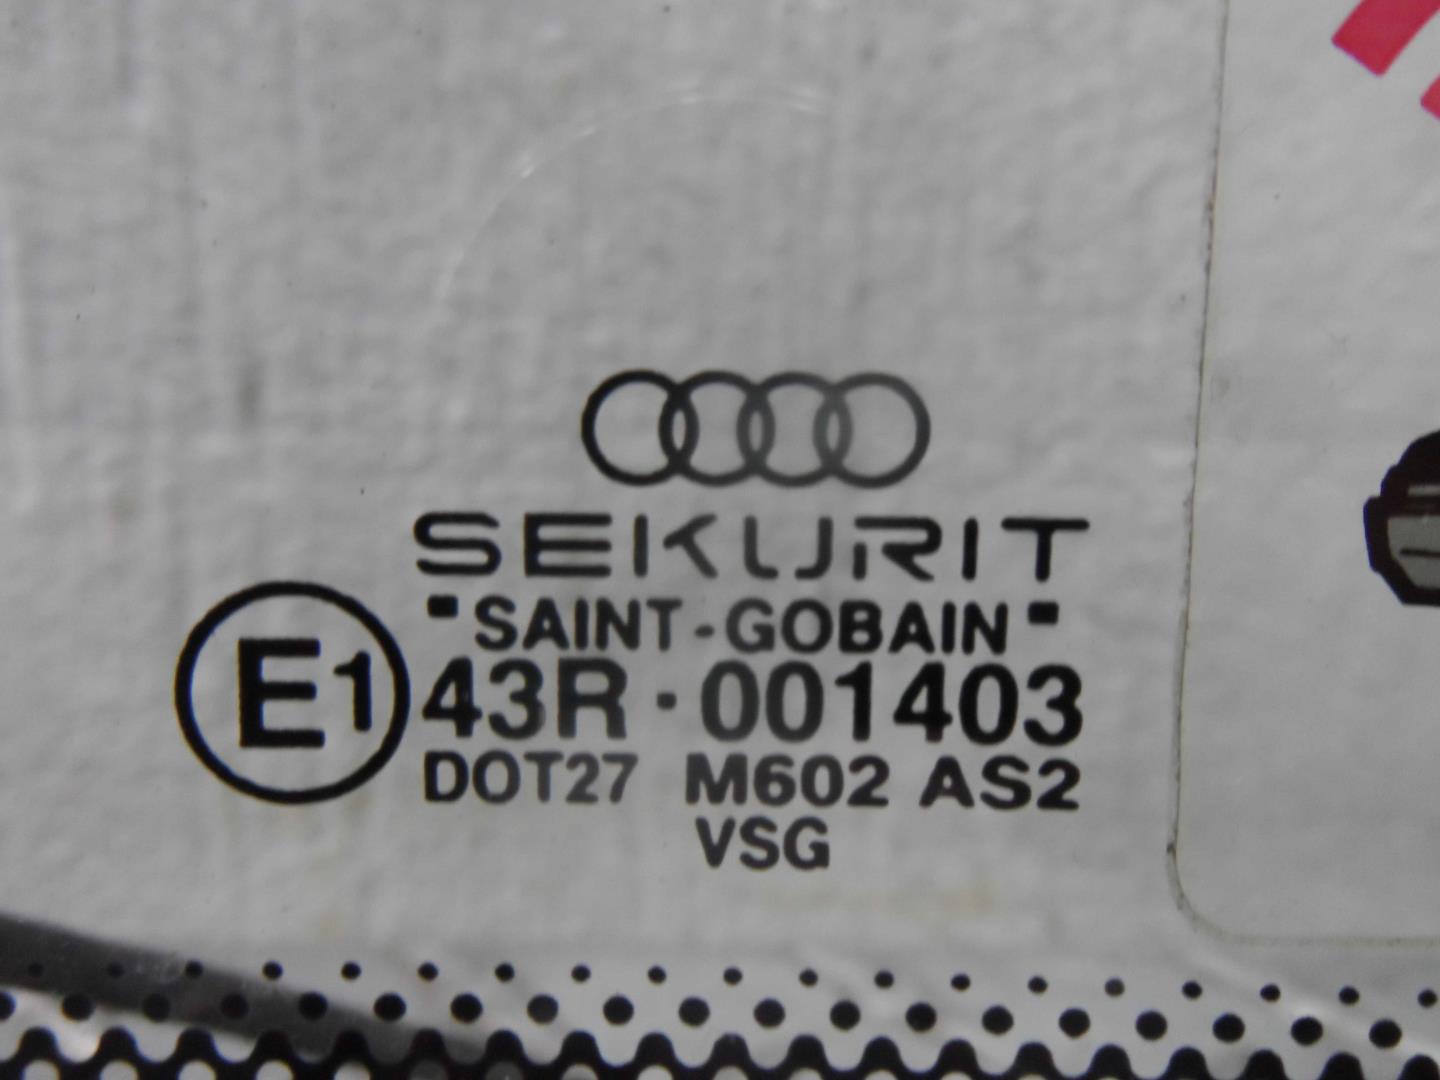 SEKURIT
"SAINT-GOBAIN"
E1 43R · 001403
DOT27 M602 AS2
VSG